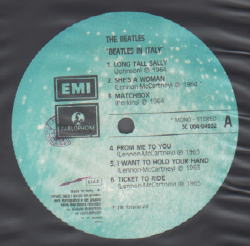 THE BEATLES
"BEATLES IN ITALY"
1. LONG TALL SALLY
(Johnson) ℗ 1964
2. SHE'S A WOMAN
(Lennon-McCartney) ℗ 1964
3. MATCHBOX
(Perkins) ℗ 1964
EMI
PARLOPHONE
MONO - STEREO
A
4. FROM ME TO YOU
(Lennon-McCartney) ℗ 1963
5. I WANT TO HOLD YOUR HAND
(Lennon-McCartney) ℗ 1963
6. TICKET TO RIDE
(Lennon-McCartney) ℗ 1965